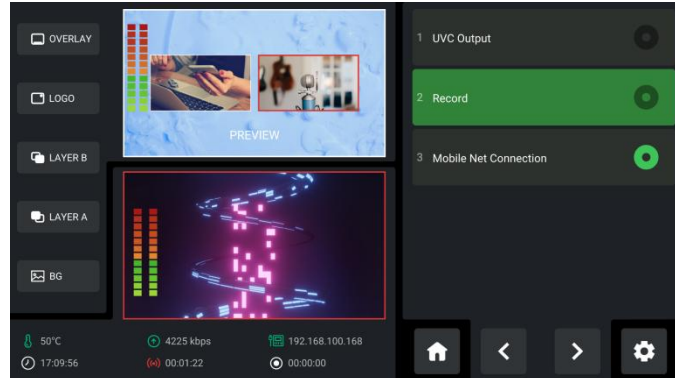 OVERLAY
LOGO
LAYER B
LAYER A
BG
PREVIEW
1 UVC Output
2 Record
3 Mobile Net Connection
50°C
4225 kbps
192.168.100.168
17:09:56
00:01:22
00:00:00